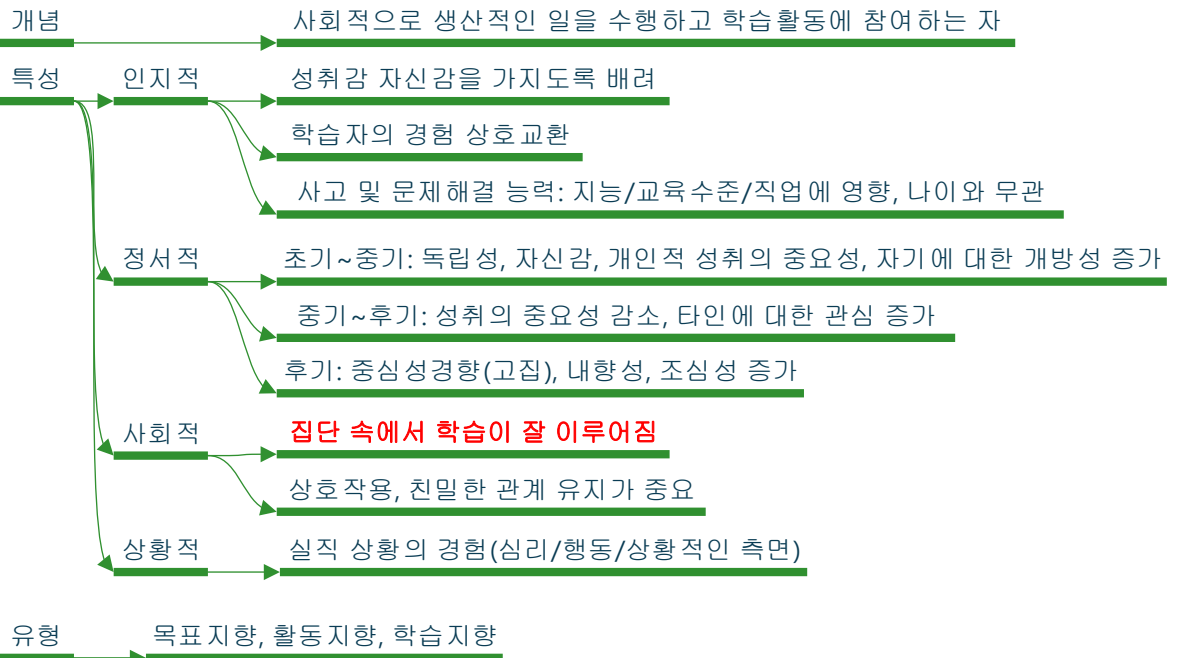 개념 사회적으로 생산적인 일을 수행하고 학습활동에 참여하는 자
특성 인지적 성취감 자신감을 가지도록 배려
학습자의 경험 상호교환
사고 및 문제해결 능력: 지능/교육수준/직업에 영향, 나이와 무관
정서적 초기~중기: 독립성, 자신감, 개인적 성취의 중요성, 자기에 대한 개방성 증가
중기~후기: 성취의 중요성 감소, 타인에 대한 관심 증가
후기: 중심성경향(고집), 내향성, 조심성 증가
사회적 집단 속에서 학습이 잘 이루어짐
상호작용, 친밀한 관계 유지가 중요
상황적 실직 상황의 경험(심리/행동/상황적인 측면)
유형 목표지향, 활동지향, 학습지향